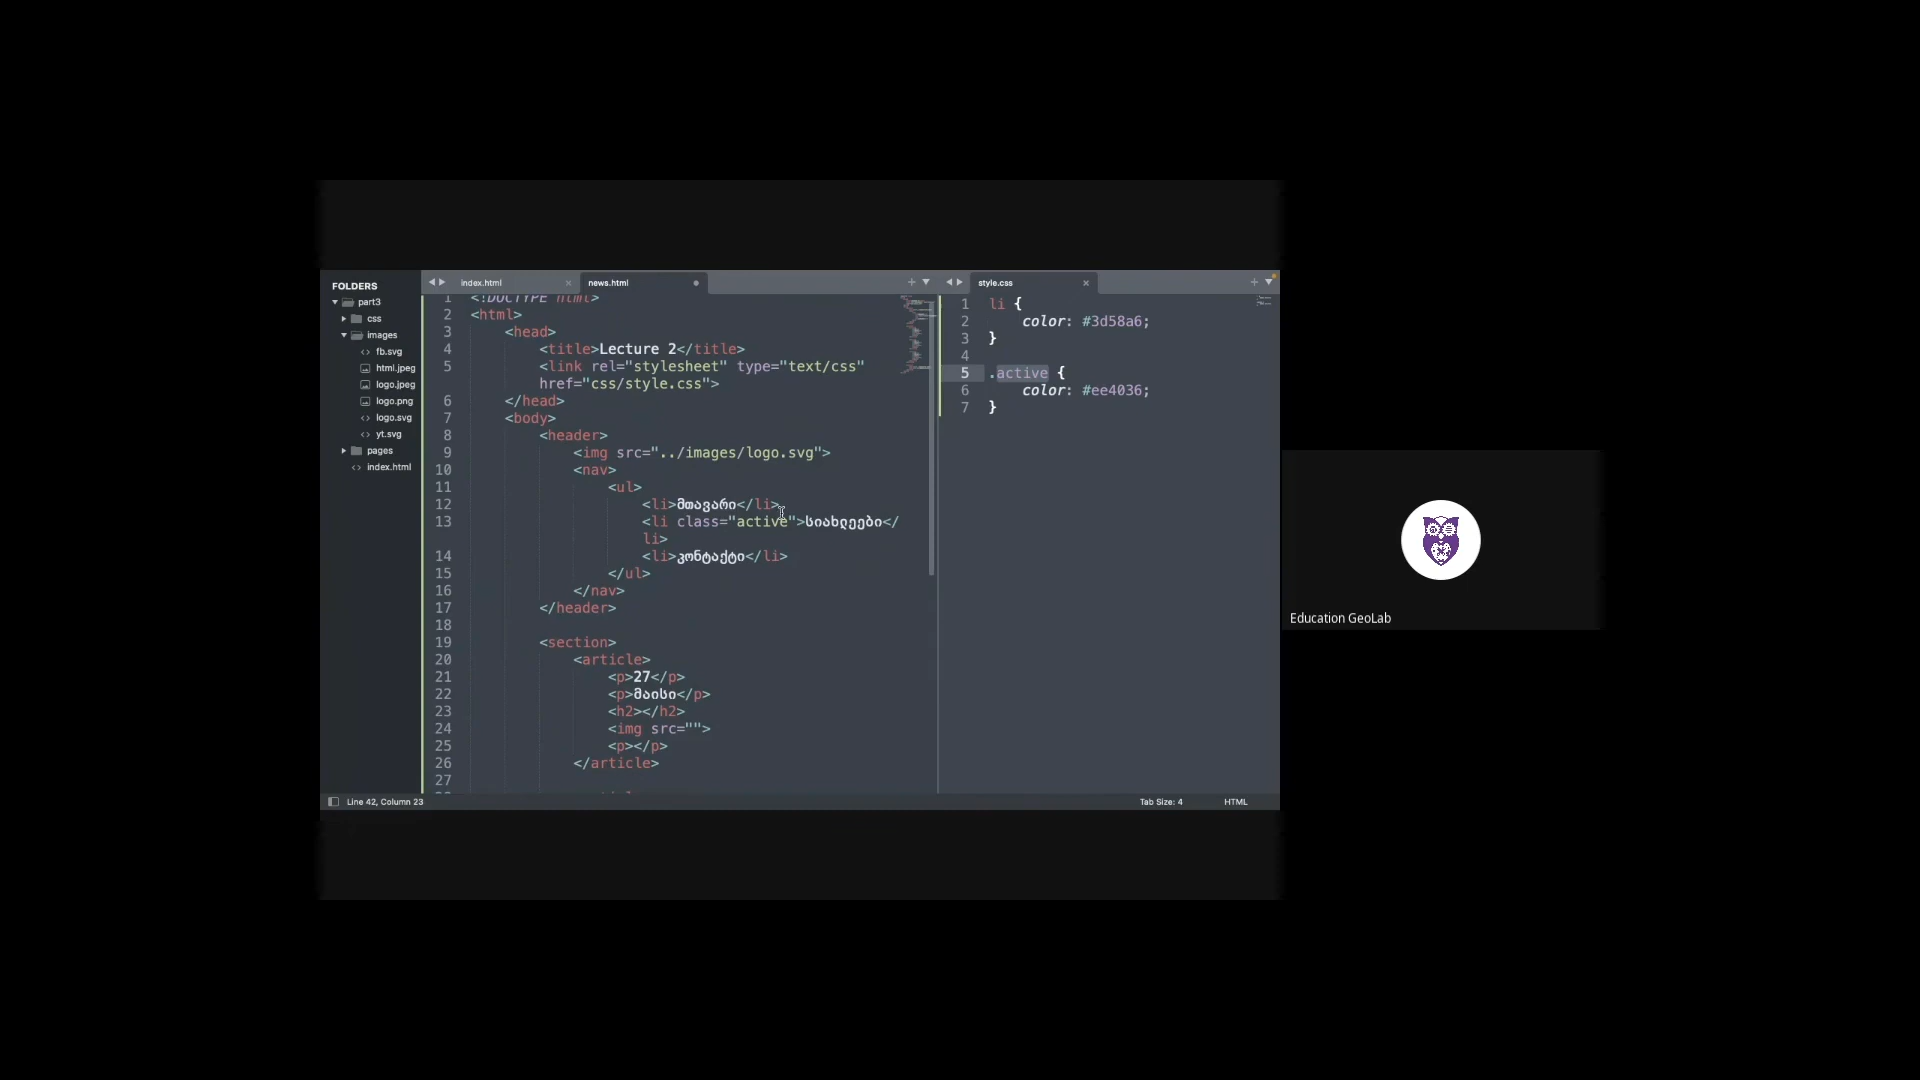 FOLDERS
part3
css
images
fb.svg
html.jpeg
logo.jpeg
logo.png
logo.svg
yt.svg
pages
index.html
index.html
news.html
1 <!DOCTYPE html>
2 <html>
3 <head>
4 <title>Lecture 2</title>
5 <link rel="stylesheet" type="text/css"
href="css/style.css">
6 </head>
7 <body>
8 <header>
9 <img src="../images/logo.svg">
10 <nav>
11 <ul>
12 <li>მთავარი</li>
13 <li class="active">სიახლეები</
li>
14 <li>კონტაქტი</li>
15 </ul>
16 </nav>
17 </header>
18
19 <section>
20 <article>
21 <p>27</p>
22 <p>მაისი</p>
23 <h2></h2>
24 <img src="">
25 <p></p>
26 </article>
27
style.css
1 li {
2 color: #3d58a6;
3 }
4
5 .active {
6 color: #ee4036;
7 }
Line 42, Column 23
Tab Size: 4
HTML
Education GeoLab